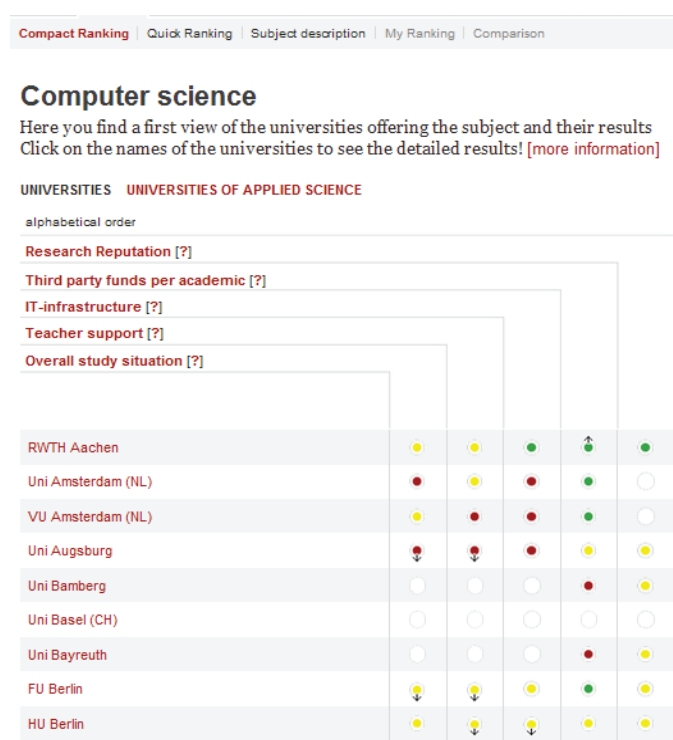 Compact Ranking | Quick Ranking | Subject description | My Ranking | Comparison
Computer science
Here you find a first view of the universities offering the subject and their results
Click on the names of the universities to see the detailed results! [more information]
UNIVERSITIES UNIVERSITIES OF APPLIED SCIENCE
alphabetical order
Research Reputation [?]
Third party funds per academic [?]
IT-infrastructure [?]
Teacher support [?]
Overall study situation [?]
RWTH Aachen
Uni Amsterdam (NL)
VU Amsterdam (NL)
Uni Augsburg
Uni Bamberg
Uni Basel (CH)
Uni Bayreuth
FU Berlin
HU Berlin